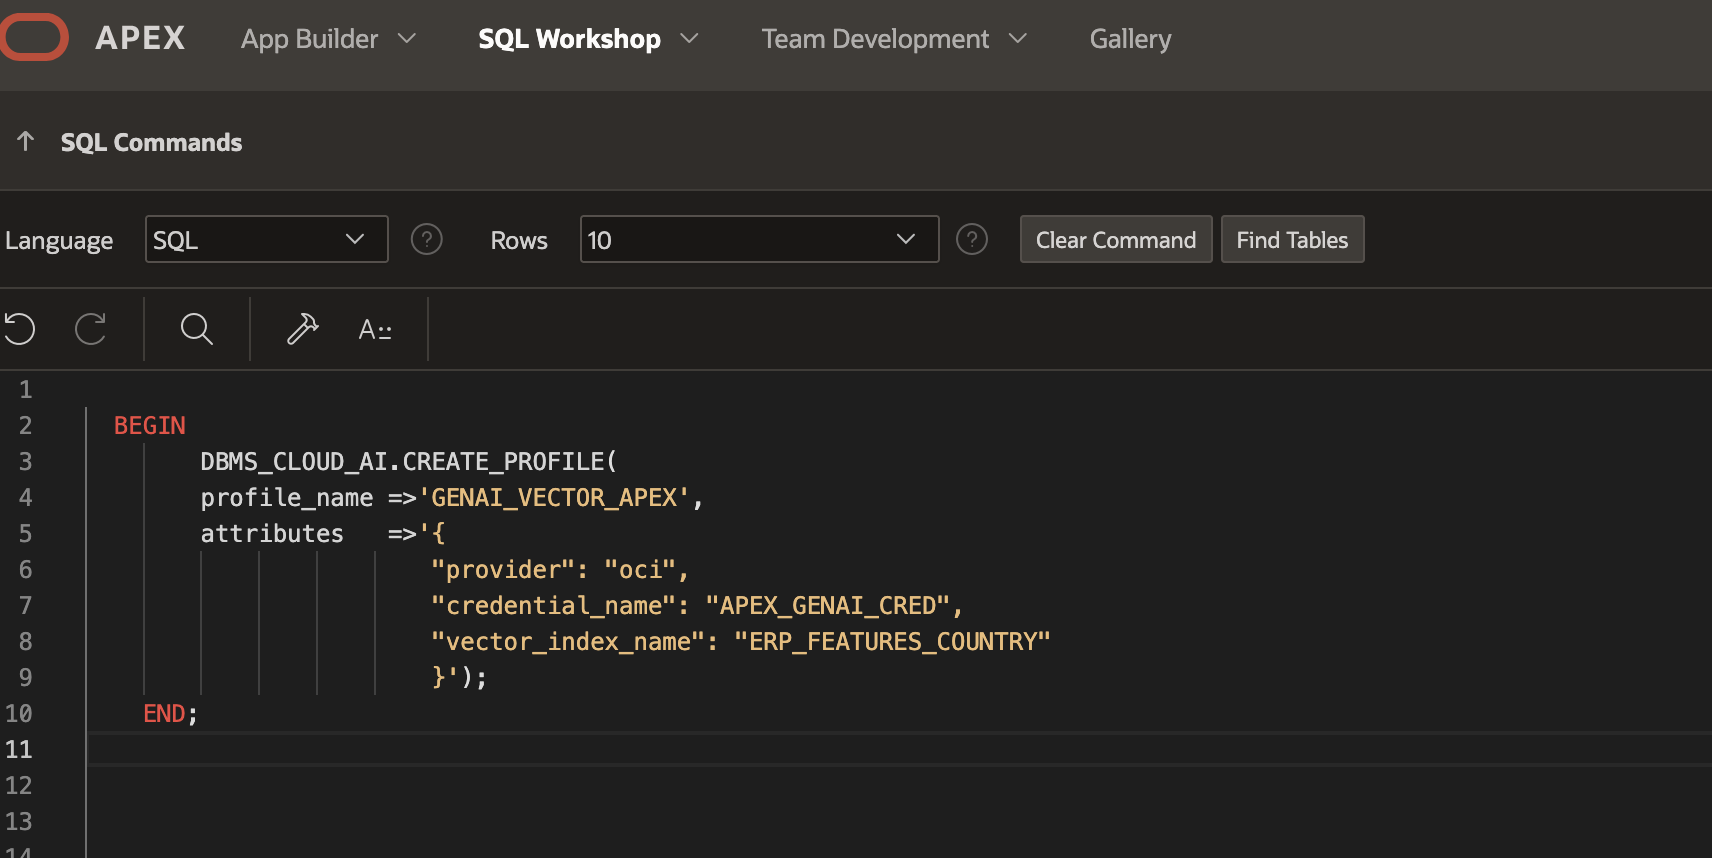 APEX App Builder SQL Workshop Team Development Gallery
↑ SQL Commands
Language SQL ? Rows 10 ? Clear Command Find Tables
A::
1
2 BEGIN
3 DBMS_CLOUD_AI.CREATE_PROFILE(
4 profile_name =>'GENAI_VECTOR_APEX',
5 attributes =>'{
6 "provider": "oci",
7 "credential_name": "APEX_GENAI_CRED",
8 "vector_index_name": "ERP_FEATURES_COUNTRY"
9 }');
10 END;
11
12
13
14